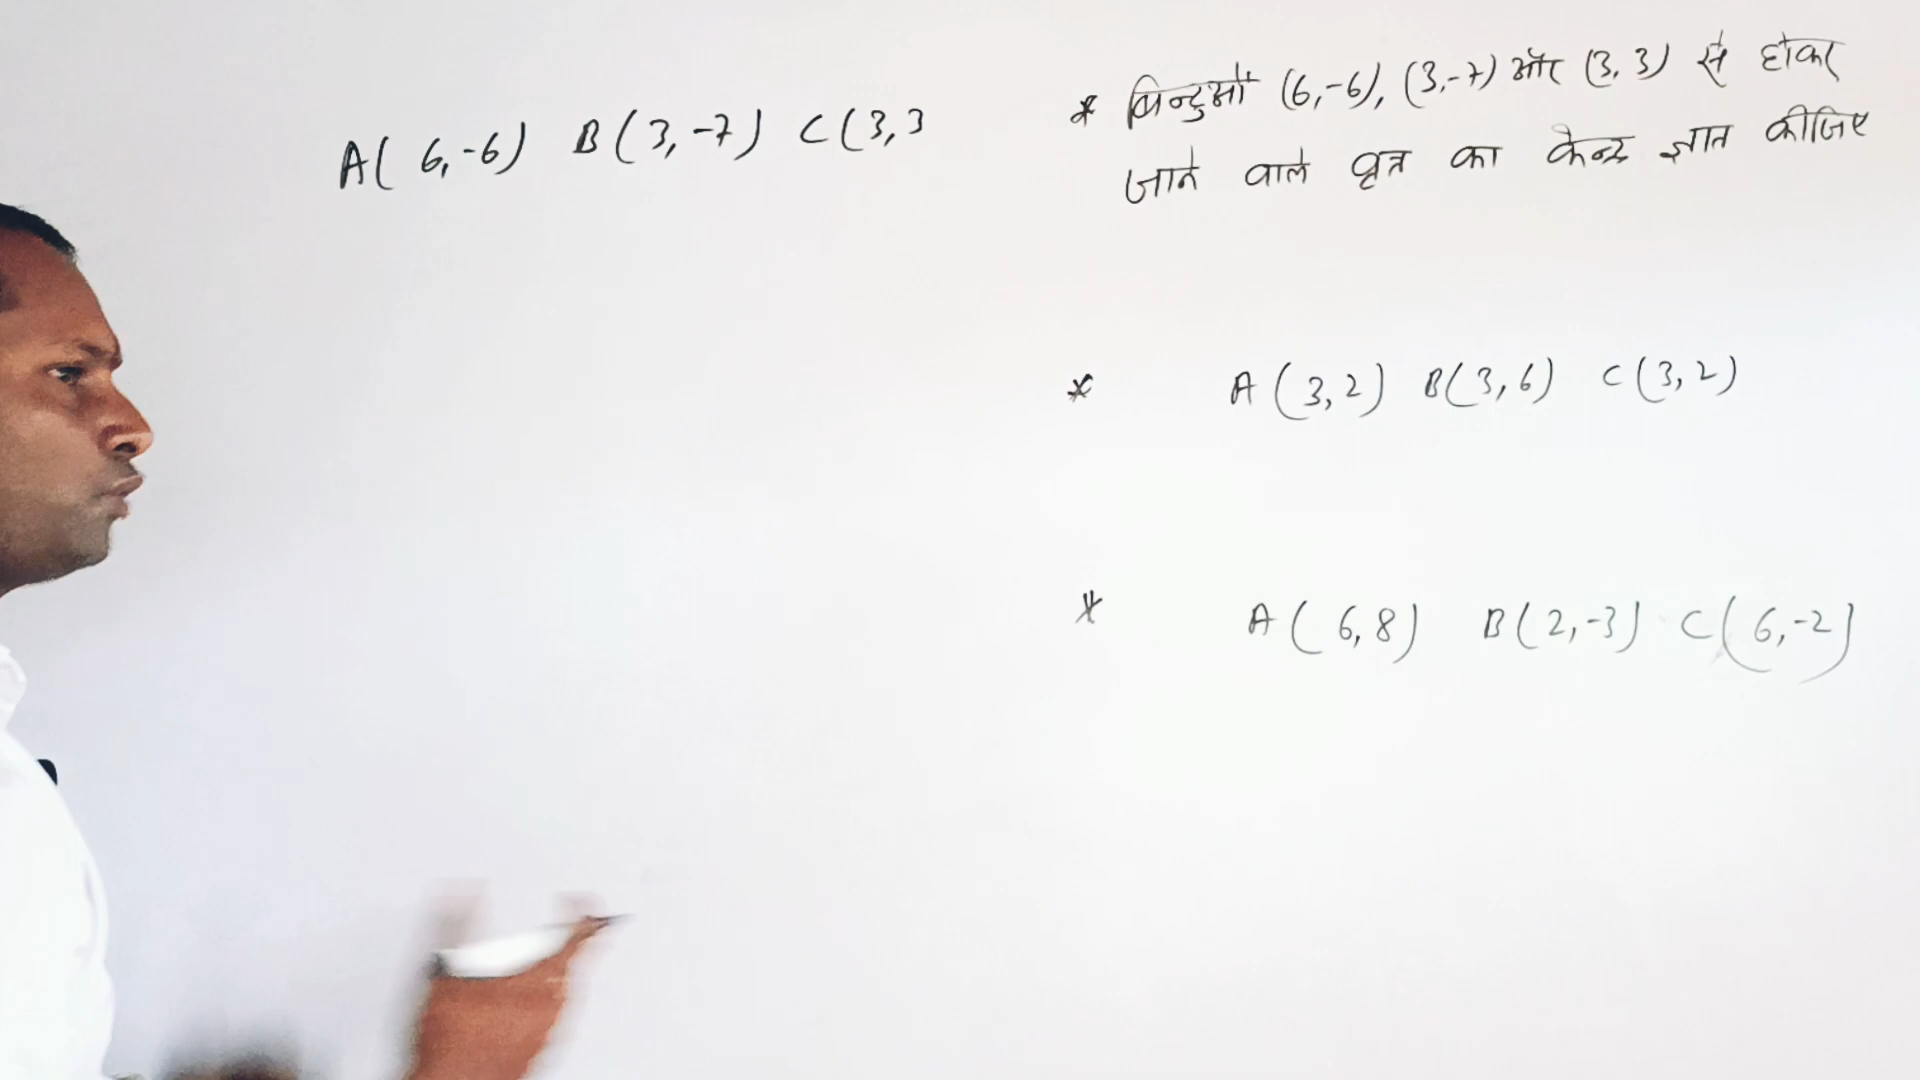 A( 6,-6) B(3,-7) C(3,3
* बिन्दुओं (6,-6), (3,-7) और (3, 3) से होकर
जाने वाले वृत्त का केन्द्र ज्ञात कीजिए
* A(3,2) B(3,6) C(3,2)
* A(6,8) B(2,-3) C(6,-2)